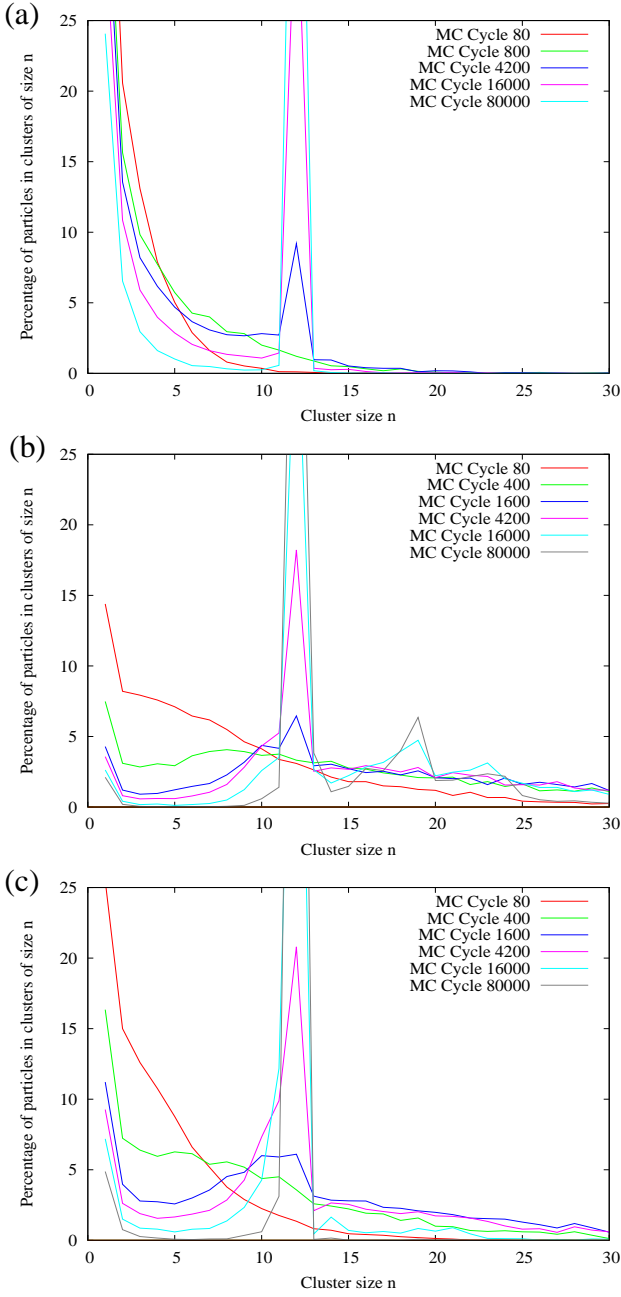 (a)
Percentage of particles in clusters of size n
25
20
15
10
5
0
0 5 10 15 20 25 30
Cluster size n
MC Cycle 80
MC Cycle 800
MC Cycle 4200
MC Cycle 16000
MC Cycle 80000
(b)
Percentage of particles in clusters of size n
25
20
15
10
5
0
0 5 10 15 20 25 30
Cluster size n
MC Cycle 80
MC Cycle 400
MC Cycle 1600
MC Cycle 4200
MC Cycle 16000
MC Cycle 80000
(c)
Percentage of particles in clusters of size n
25
20
15
10
5
0
0 5 10 15 20 25 30
Cluster size n
MC Cycle 80
MC Cycle 400
MC Cycle 1600
MC Cycle 4200
MC Cycle 16000
MC Cycle 80000